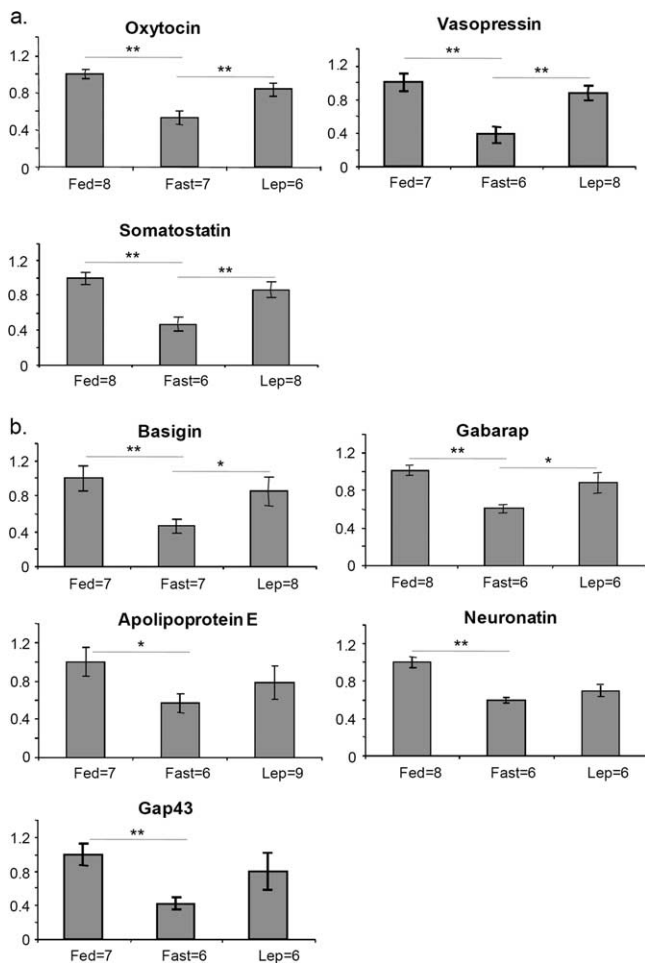 a.
Oxytocin
**
**
1.2
0.8
0.4
0
Fed=8 Fast=7 Lep=6
Vasopressin
**
**
1.2
0.8
0.4
0
Fed=7 Fast=6 Lep=8
Somatostatin
**
**
1.2
0.8
0.4
0
Fed=8 Fast=6 Lep=8
b.
Basigin
**
*
1.2
0.8
0.4
0
Fed=7 Fast=7 Lep=8
Gabarap
**
*
1.2
0.8
0.4
0
Fed=8 Fast=6 Lep=6
Apolipoprotein E
*
1.2
0.8
0.4
0
Fed=7 Fast=6 Lep=9
Neuronatin
**
1.2
0.8
0.4
0
Fed=8 Fast=6 Lep=6
Gap43
**
1.2
0.8
0.4
0
Fed=7 Fast=6 Lep=6